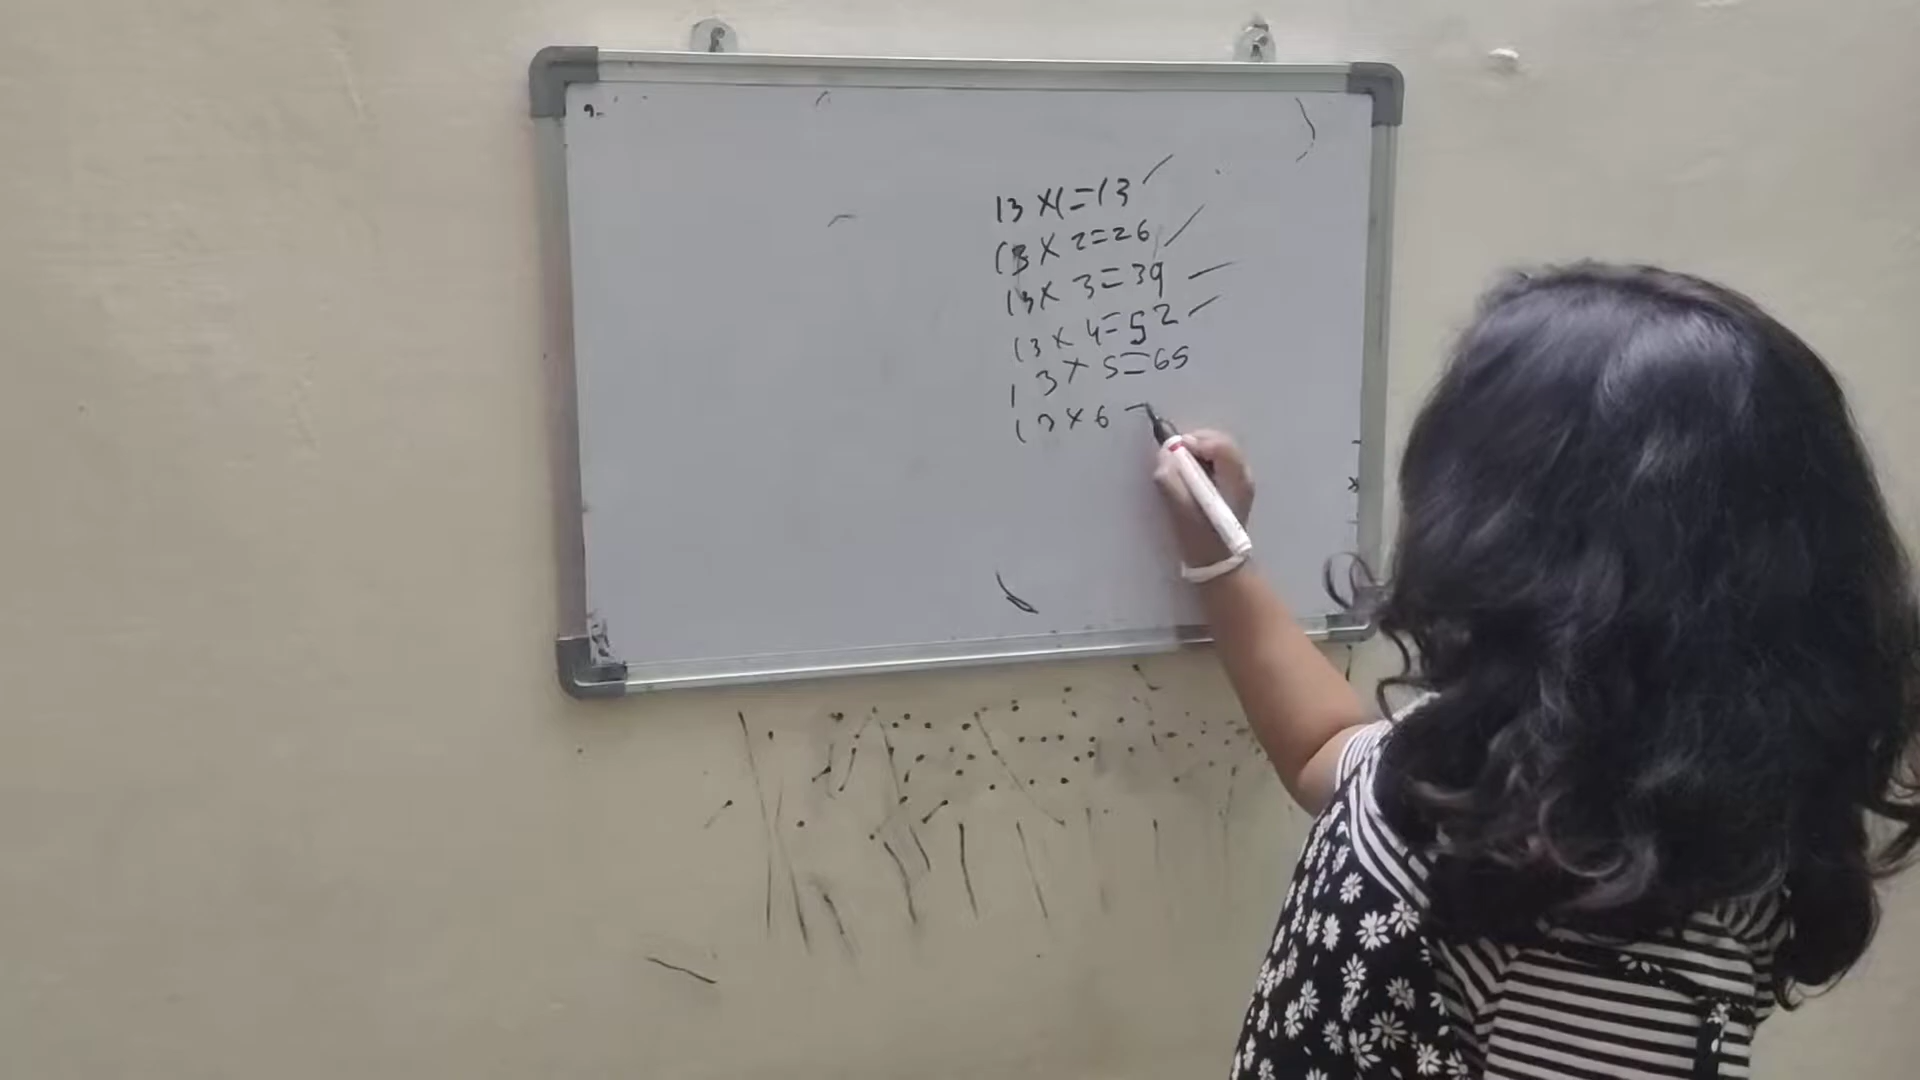 13 × 1 = 13
13 × 2 = 26
13 × 3 = 39
13 × 4 = 52
13 × 5 = 65
13 × 6 -